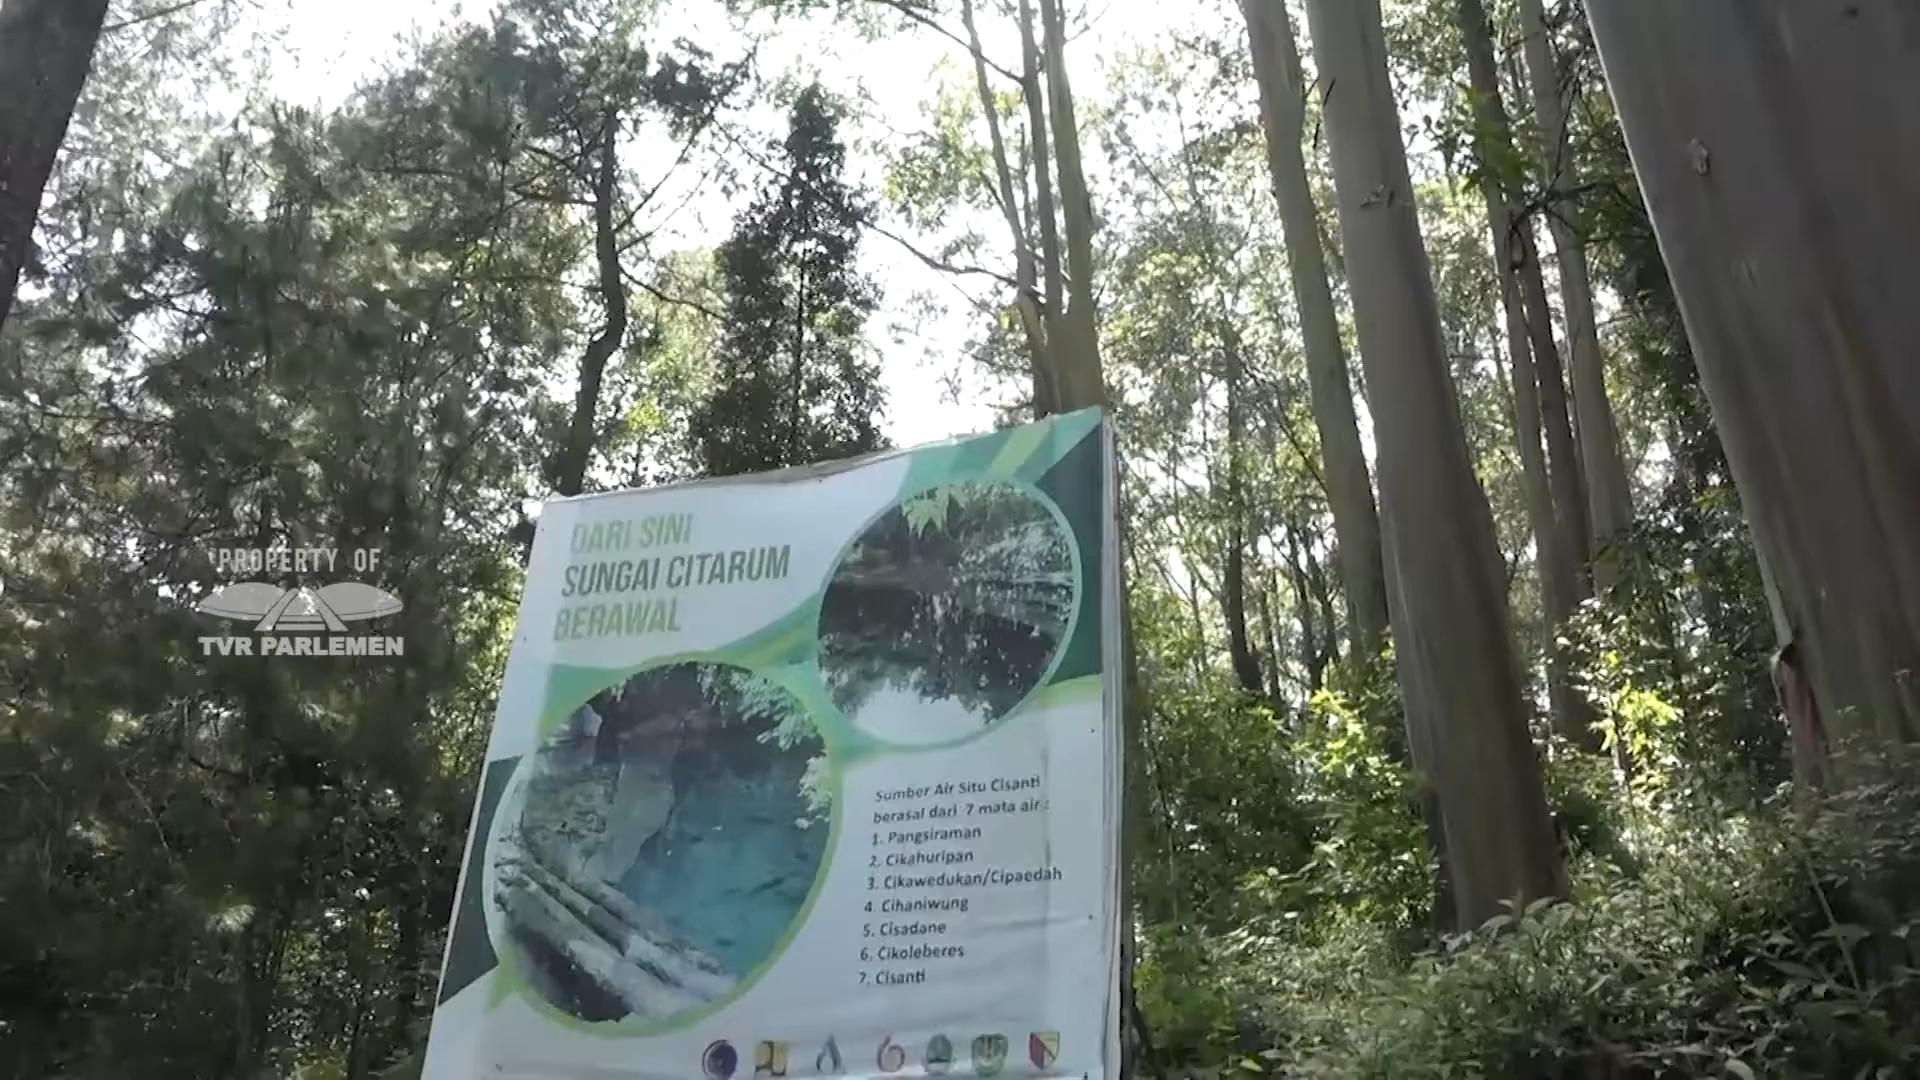 PROPERTY OF
TVR PARLEMEN
DARI SINI
SUNGAI CITARUM
BERAWAL
Sumber Air Situ Cisanti
berasal dari 7 mata air :
1. Pangsiraman
2. Cikahuripan
3. Cikawedukan/Cipaedah
4. Cihaniwung
5. Cisadane
6. Cikoleberes
7. Cisanti